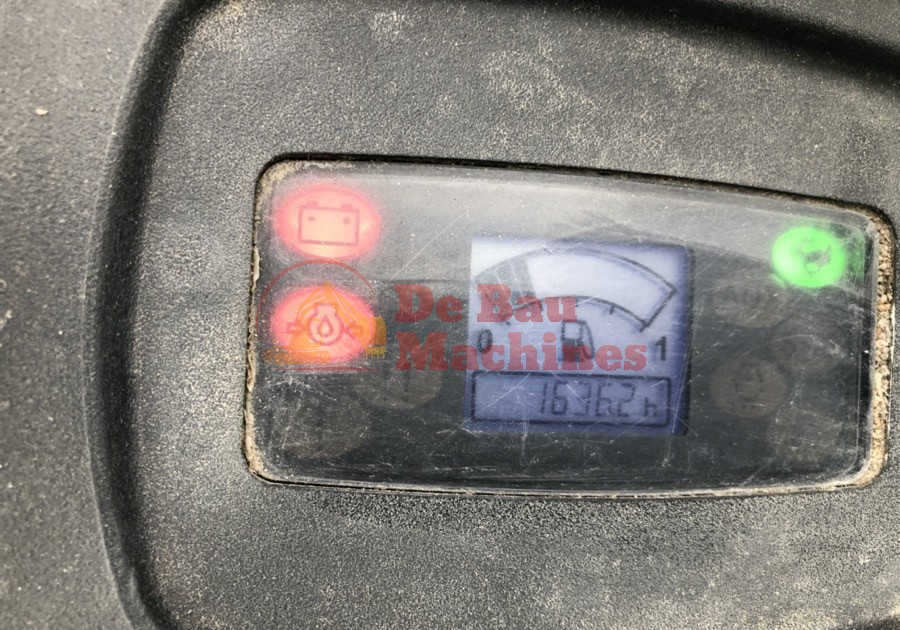 De Bau
Machines
0 1
16362 h